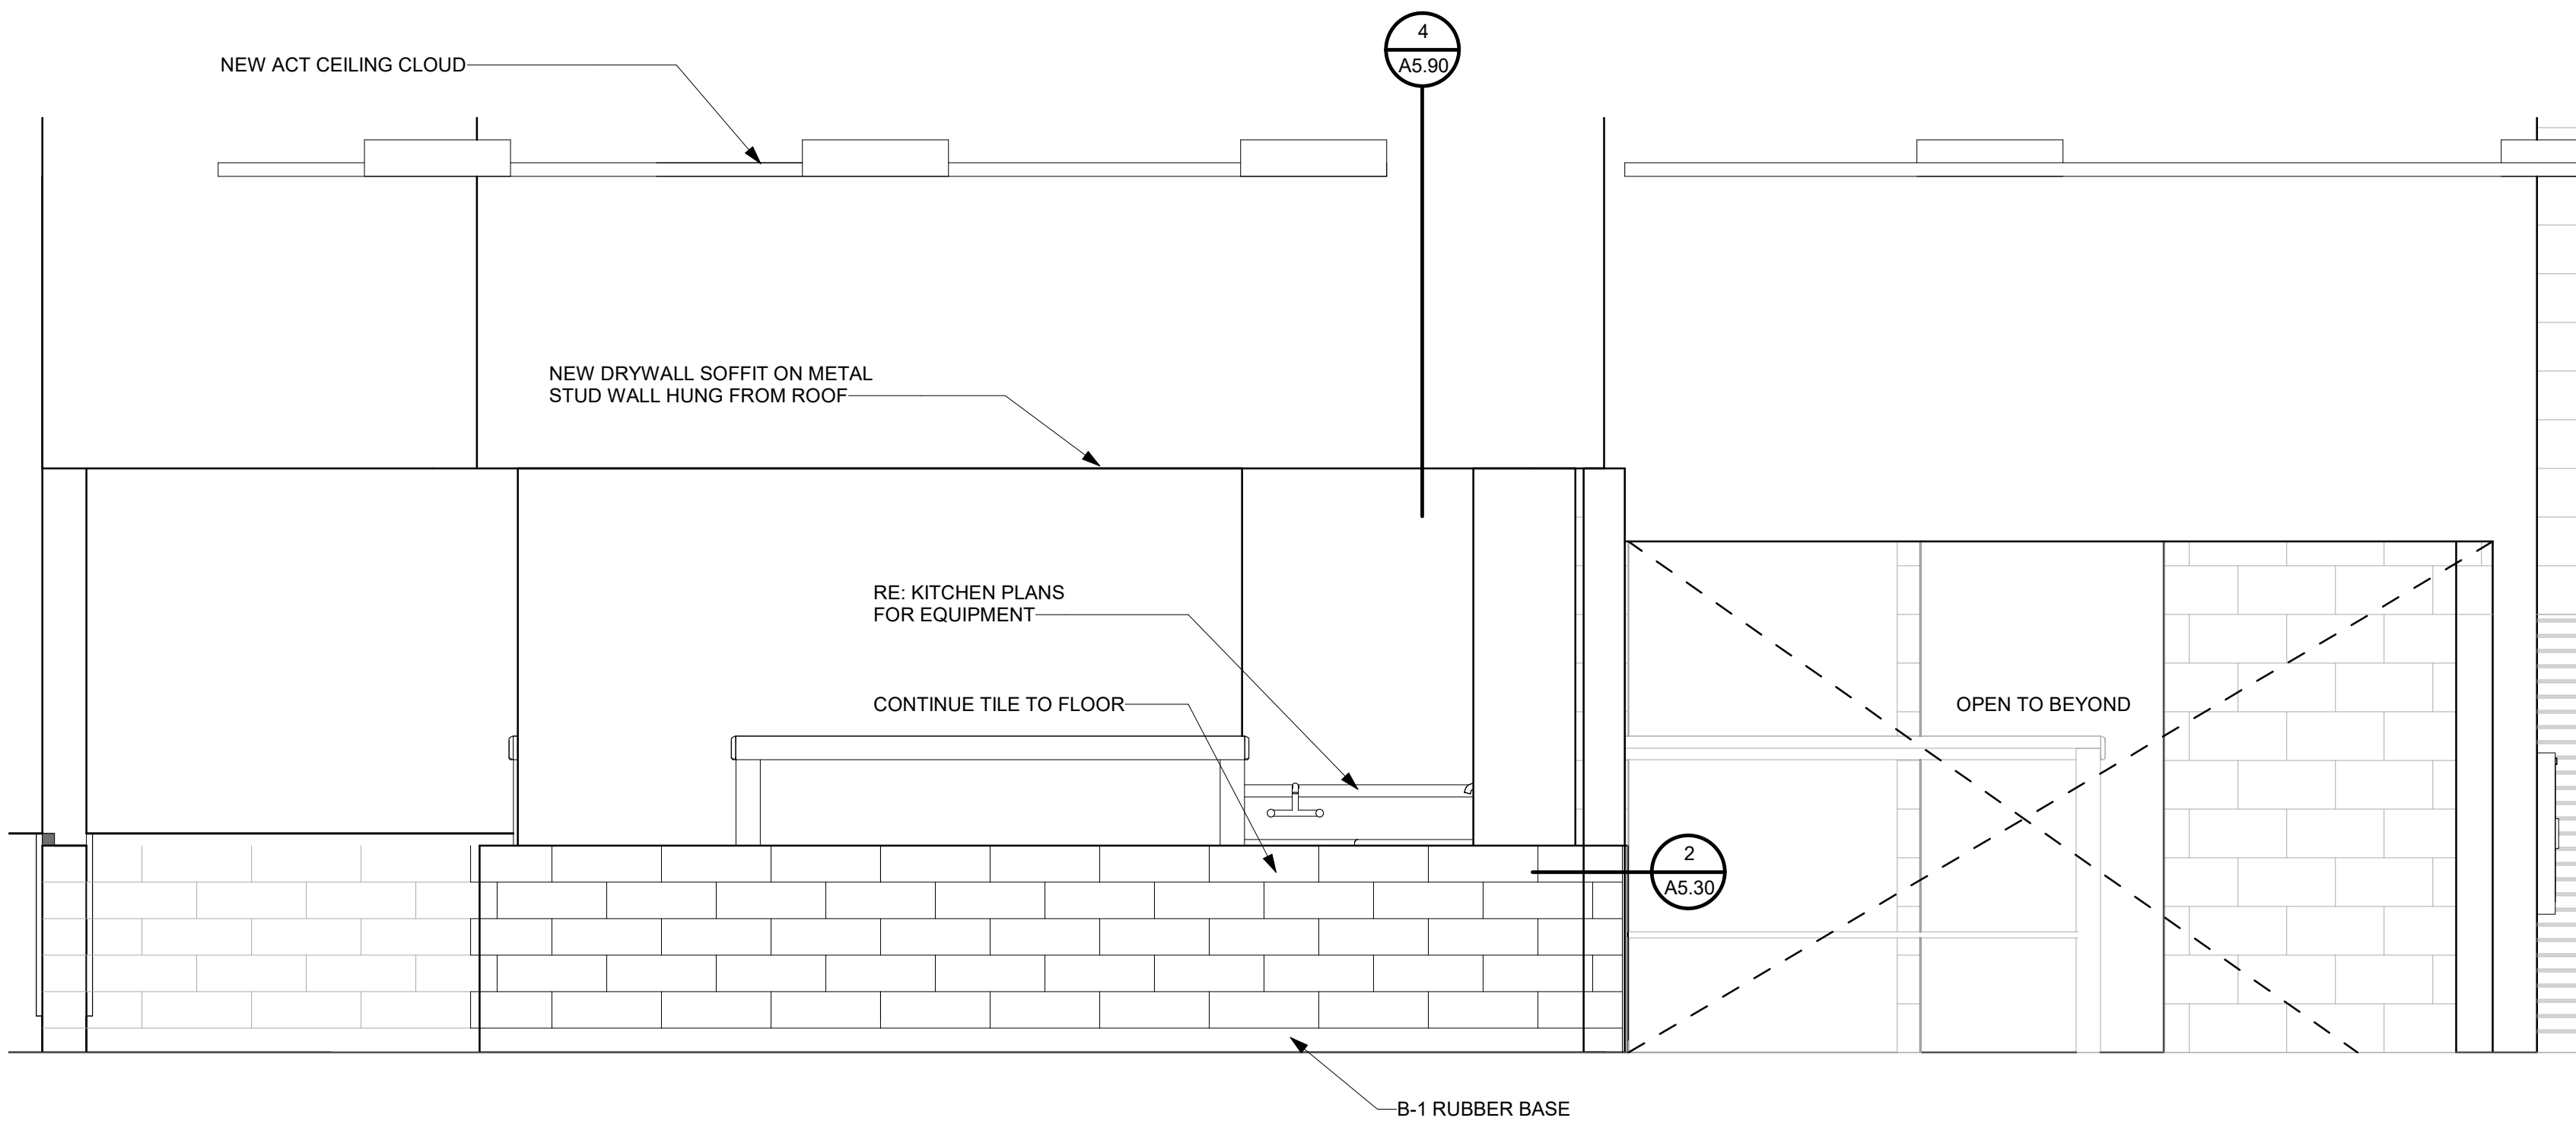 4
A5.90
NEW ACT CEILING CLOUD
NEW DRYWALL SOFFIT ON METAL
STUD WALL HUNG FROM ROOF
RE: KITCHEN PLANS
FOR EQUIPMENT
CONTINUE TILE TO FLOOR
OPEN TO BEYOND
2
A5.30
B-1 RUBBER BASE